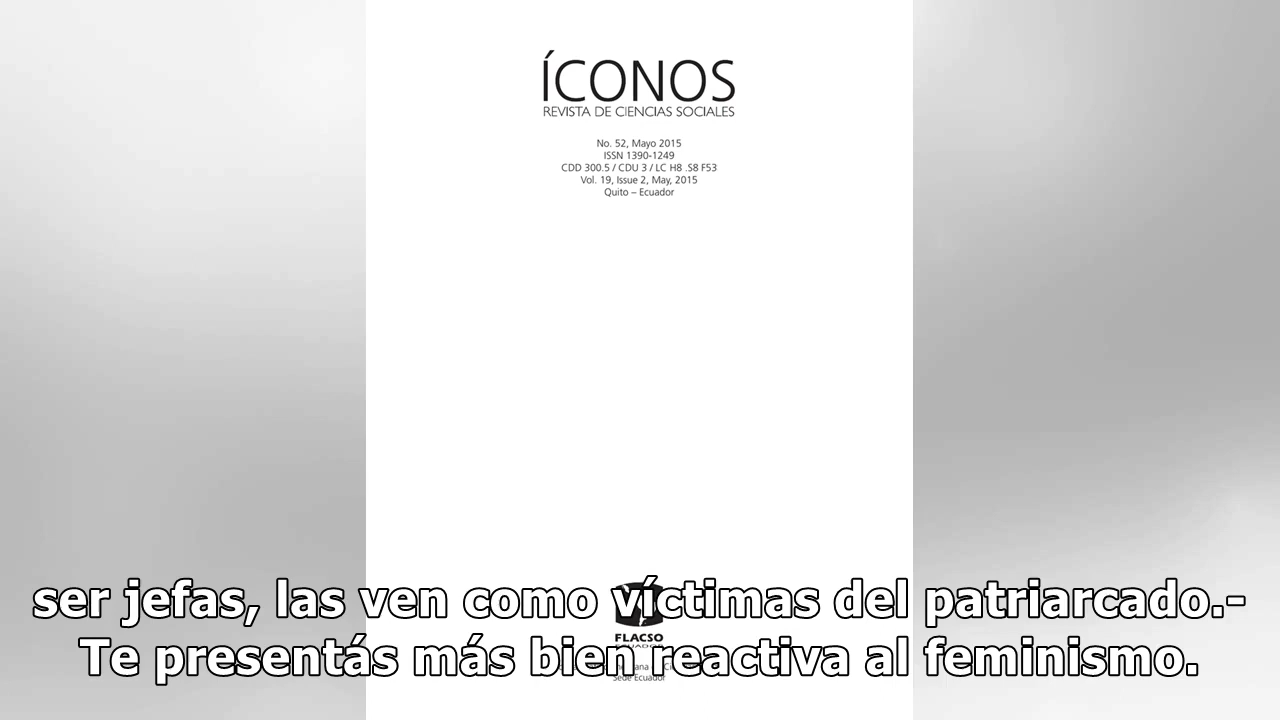 ÍCONOS
REVISTA DE CIENCIAS SOCIALES
No. 52, Mayo 2015
ISSN 1390-1249
CDD 300.5 / CDU 3 / LC H8 .S8 F53
Vol. 19, Issue 2, May, 2015
Quito – Ecuador
ser jefas, las ven como víctimas del patriarcado.-
FLACSO
Te presentás más bien reactiva al feminismo.
Sede Ecuador